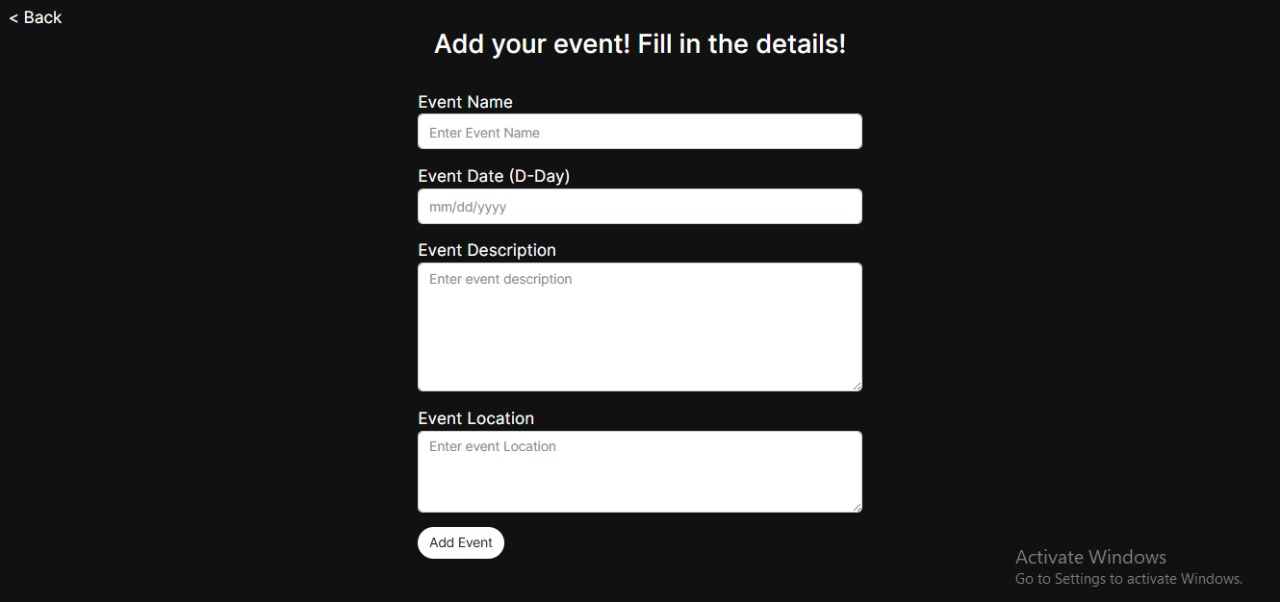 < Back
Add your event! Fill in the details!
Event Name
Enter Event Name
Event Date (D-Day)
mm/dd/yyyy
Event Description
Enter event description
Event Location
Enter event Location
Add Event
Activate Windows
Go to Settings to activate Windows.